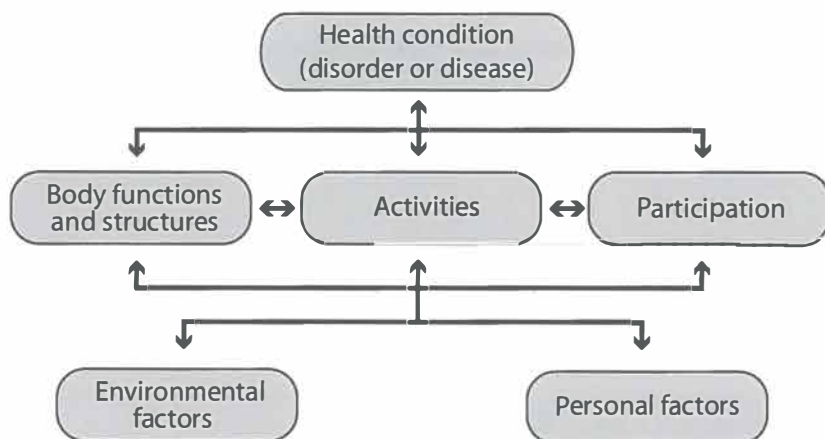 Health condition
(disorder or disease)
Body functions
and structures
Activities
Participation
Environmental
factors
Personal factors